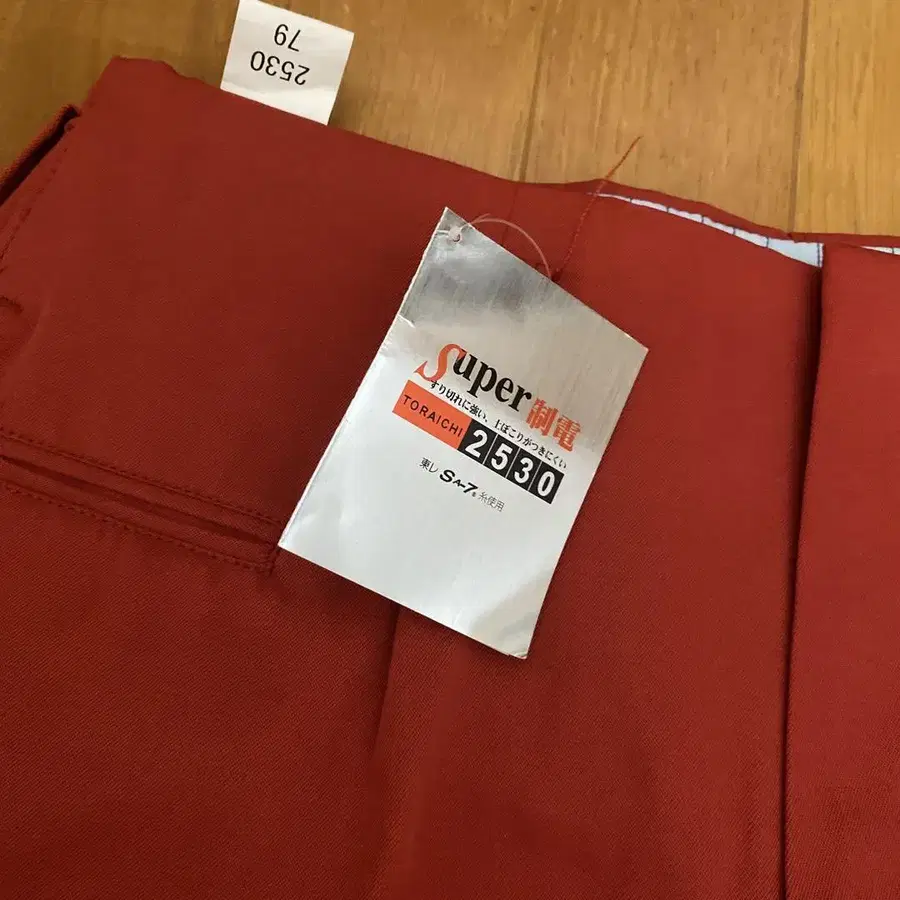 2530
79
Super制電
すり切れに強い、土ぼこりがつきにくい
TORAICHI 2530
東レ SA-7® 糸使用